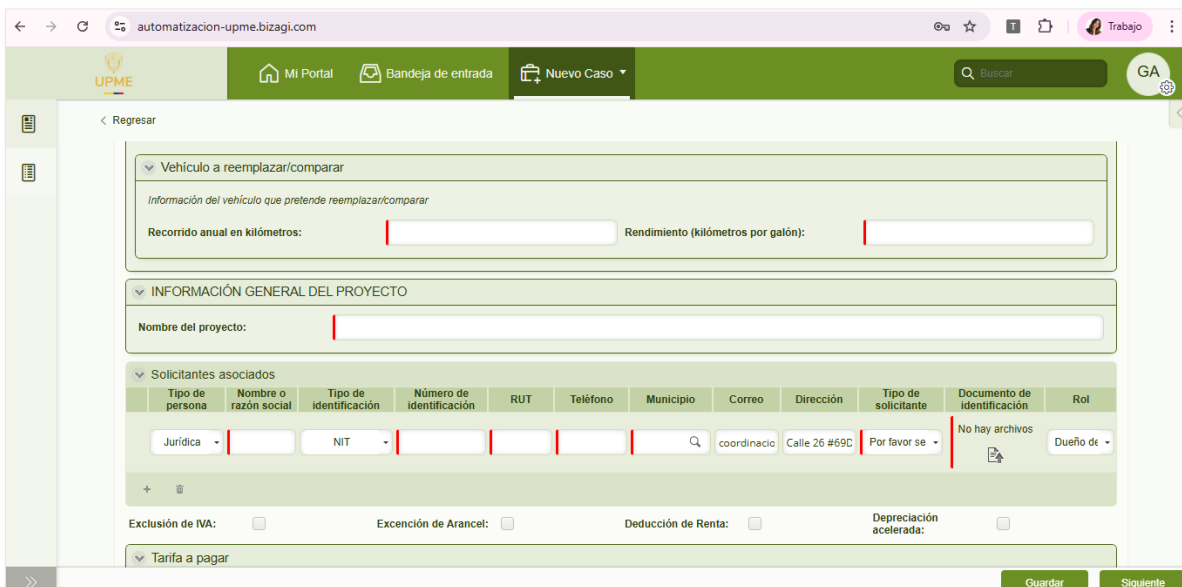 automatizacion-upme.bizagi.com
T
Trabajo
UPME
Mi Portal
Bandeja de entrada
Nuevo Caso
Buscar
GA
Regresar
Vehículo a reemplazar/comparar
Información del vehículo que pretende reemplazar/comparar
Recorrido anual en kilómetros:
Rendimiento (kilómetros por galón):
INFORMACIÓN GENERAL DEL PROYECTO
Nombre del proyecto:
Solicitantes asociados
Tipo de persona
Nombre o razón social
Tipo de identificación
Número de identificación
RUT
Teléfono
Municipio
Correo
Dirección
Tipo de solicitante
Documento de identificación
Rol
Jurídica
NIT
coordinacio
Calle 26 #69D
Por favor se
No hay archivos
Dueño de
Exclusión de IVA:
Excención de Arancel:
Deducción de Renta:
Depreciación acelerada:
Tarifa a pagar
Guardar
Siguiente